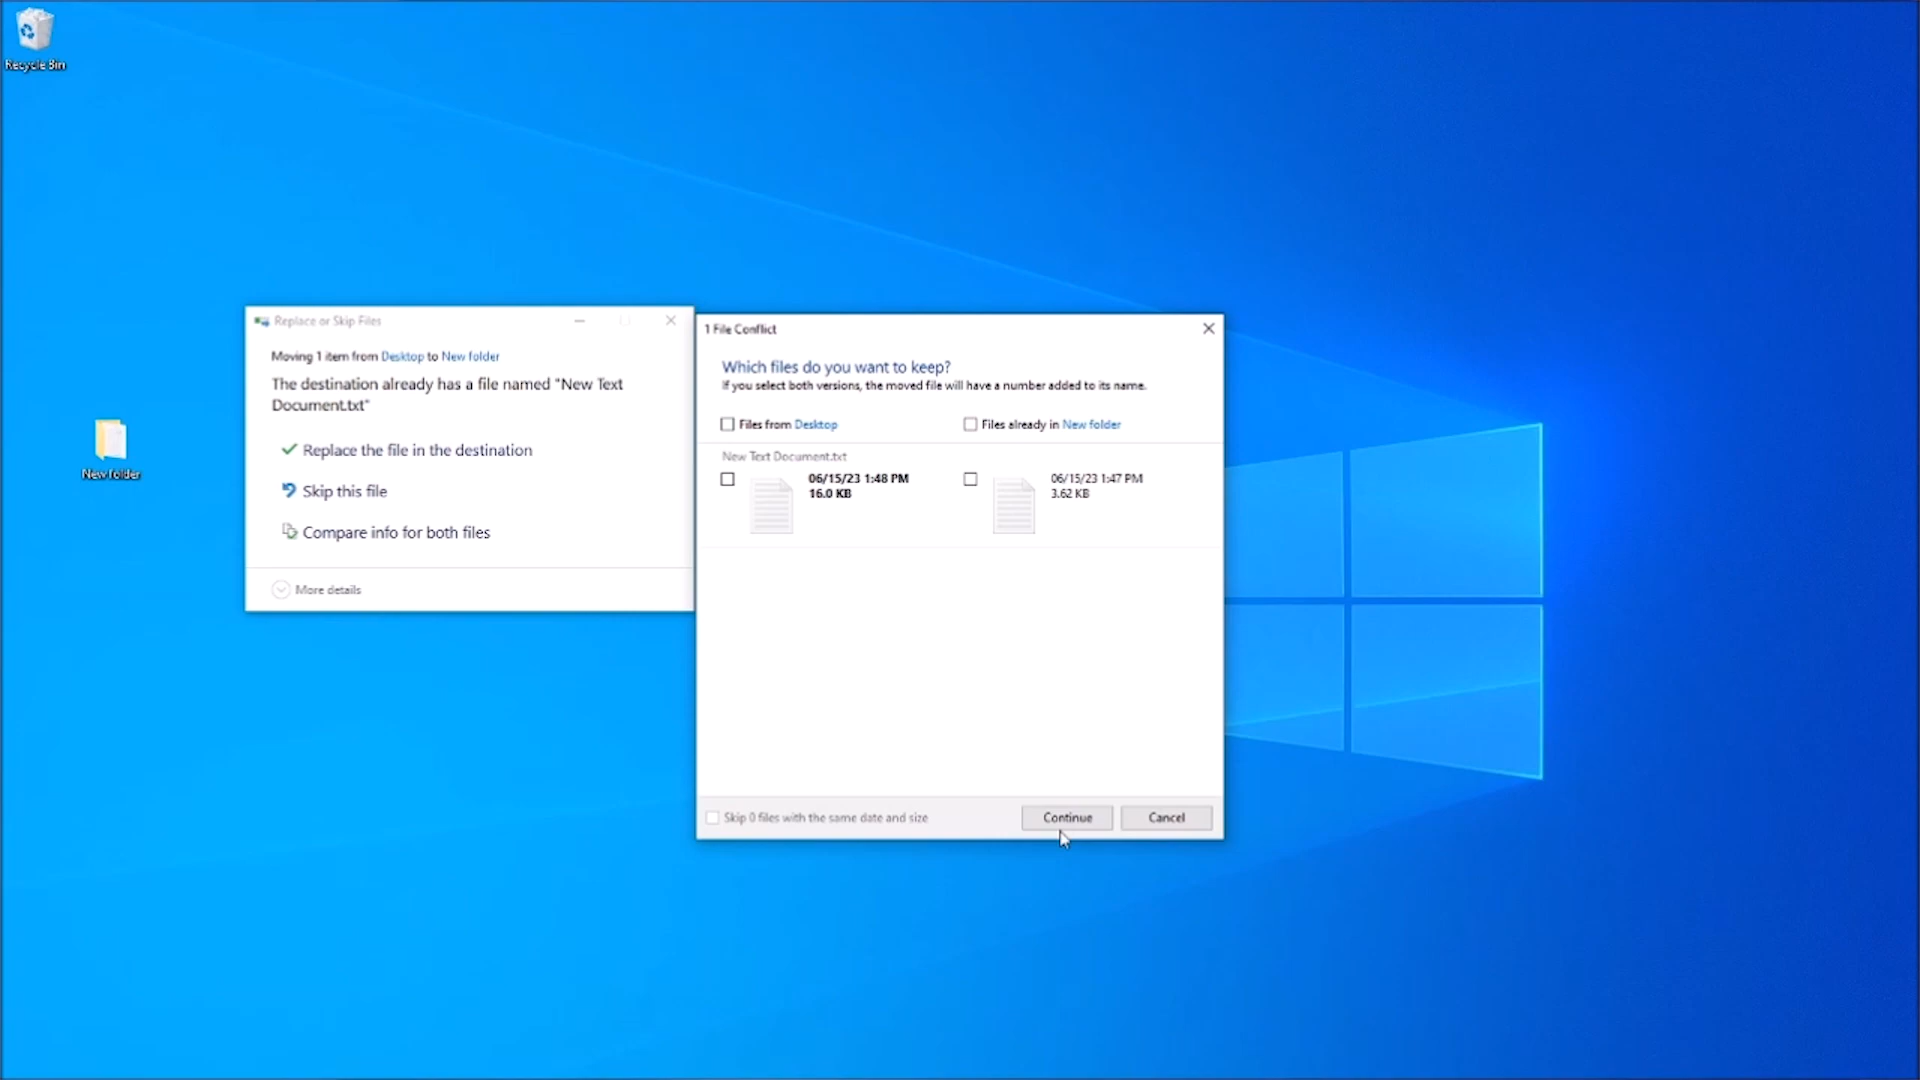 Recycle Bin
New folder
Replace or Skip Files
Moving 1 item from Desktop to New folder
The destination already has a file named "New Text
Document.txt"
Replace the file in the destination
Skip this file
Compare info for both files
More details
1 File Conflict
Which files do you want to keep?
If you select both versions, the moved file will have a number added to its name.
Files from Desktop
Files already in New folder
New Text Document.txt
06/15/23 1:48 PM
16.0 KB
06/15/23 1:47 PM
3.62 KB
Skip 0 files with the same date and size
Continue
Cancel